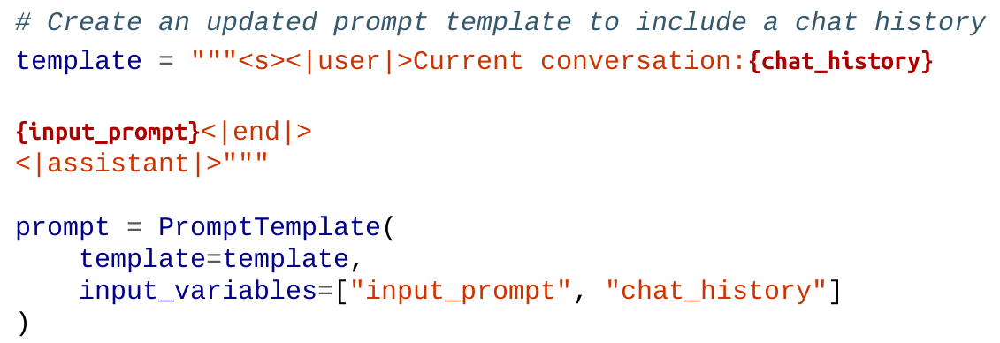 # Create an updated prompt template to include a chat history
template = """<s><|user|>Current conversation:{chat_history}

{input_prompt}<|end|>
<|assistant|>"""

prompt = PromptTemplate(
    template=template,
    input_variables=["input_prompt", "chat_history"]
)